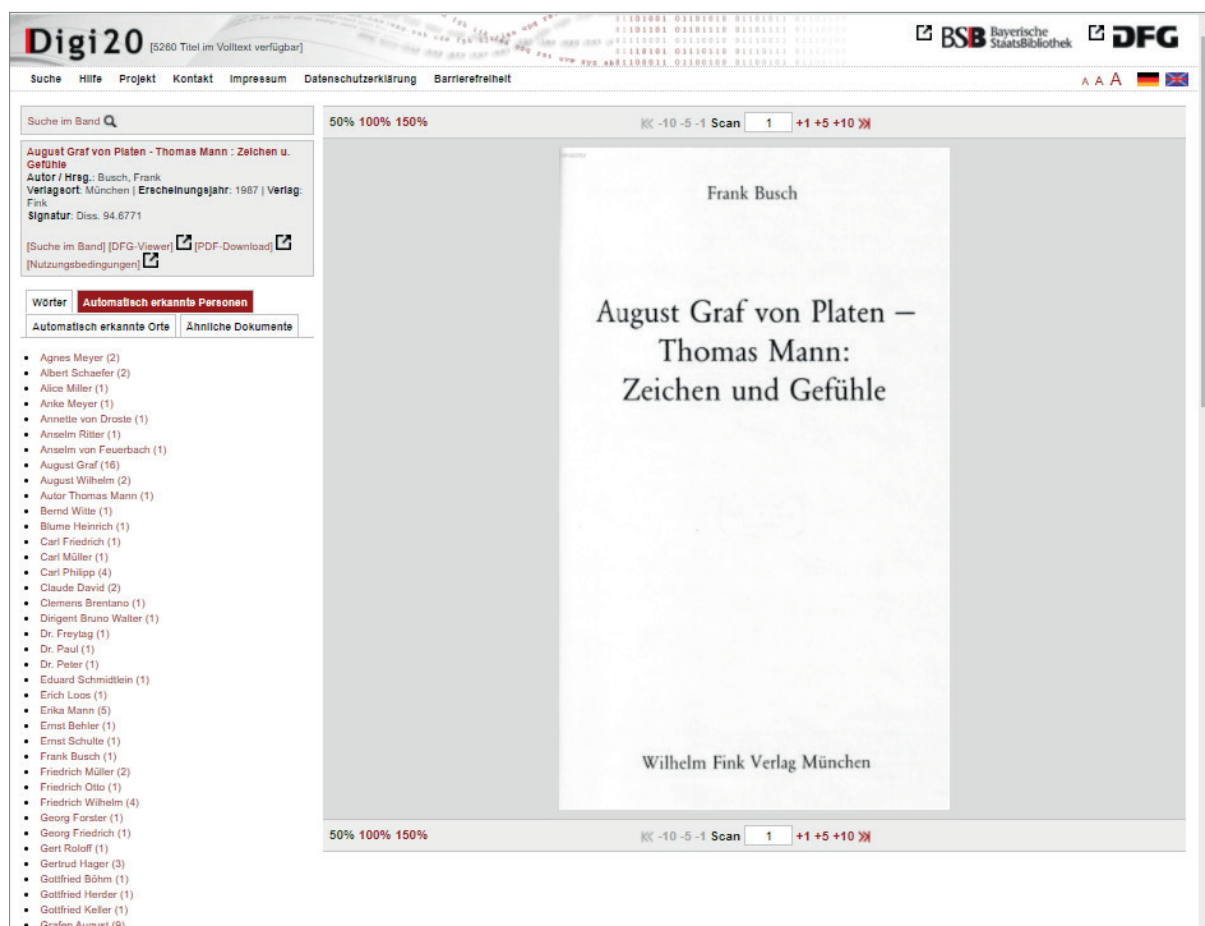 Digi20 [5260 Titel im Volltext verfügbar]
BSB Bayerische StaatsBibliothek DFG
Suche Hilfe Projekt Kontakt Impressum Datenschutzerklärung Barrierefreiheit A A A
Suche im Band
August Graf von Platen - Thomas Mann : Zeichen u.
Gefühle
Autor / Hrsg.: Busch, Frank
Verlagsort: München | Erscheinungsjahr: 1987 | Verlag:
Fink
Signatur: Diss. 94.6771
[Suche im Band] [DFG-Viewer] [PDF-Download]
[Nutzungsbedingungen]
Wörter Automatisch erkannte Personen
Automatisch erkannte Orte Ähnliche Dokumente
Agnes Meyer (2)
Albert Schaefer (2)
Alice Miller (1)
Anke Meyer (1)
Annette von Droste (1)
Anselm Ritter (1)
Anselm von Feuerbach (1)
August Graf (16)
August Wilhelm (2)
Autor Thomas Mann (1)
Bernd Witte (1)
Blume Heinrich (1)
Carl Friedrich (1)
Carl Müller (1)
Carl Philipp (4)
Claude David (2)
Clemens Brentano (1)
Dirigent Bruno Walter (1)
Dr. Freytag (1)
Dr. Paul (1)
Dr. Peter (1)
Eduard Schmidtlein (1)
Erich Loos (1)
Erika Mann (5)
Ernst Behler (1)
Ernst Schulte (1)
Frank Busch (1)
Friedrich Müller (2)
Friedrich Otto (1)
Friedrich Wilhelm (4)
Georg Forster (1)
Georg Friedrich (1)
Gert Roloff (1)
Gertrud Hager (3)
Gottfried Böhm (1)
Gottfried Herder (1)
Gottfried Keller (1)
Grafen August (9)
50% 100% 150% -10 -5 -1 Scan 1 +1 +5 +10
Frank Busch
August Graf von Platen –
Thomas Mann:
Zeichen und Gefühle
Wilhelm Fink Verlag München
50% 100% 150% -10 -5 -1 Scan 1 +1 +5 +10